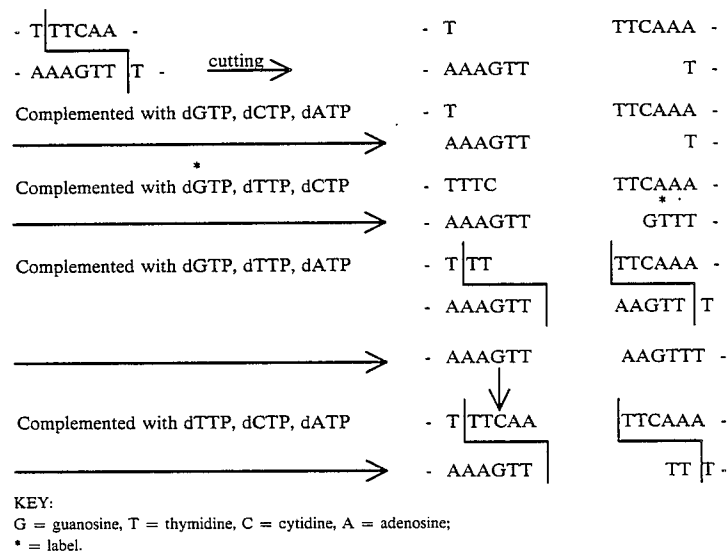 - T TTCAA - - T TTCAAA -
- AAAGTT T - cutting - AAAGTT T -
Complemented with dGTP, dCTP, dATP - T TTCAAA -
AAAGTT T -
*
Complemented with dGTP, dTTP, dCTP - TTTC TTCAAA -
*
- AAAGTT GTTT -
Complemented with dGTP, dTTP, dATP - T TT TTCAAA -
- AAAGTT AAGTT T
- AAAGTT AAGTTT -
Complemented with dTTP, dCTP, dATP - T TTCAA TTCAAA -
- AAAGTT TT T -
KEY:
G = guanosine, T = thymidine, C = cytidine, A = adenosine;
* = label.